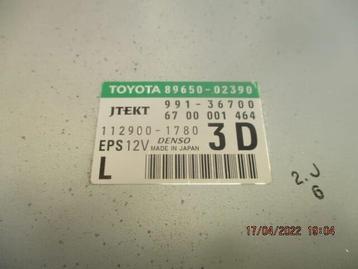 TOYOTA 89650-02390
JTEKT 991-36700
67 00 001 464
112900-1780 3D
EPS 12V DENSO
MADE IN JAPAN
L
2.J
6
17/04/2022 19:04